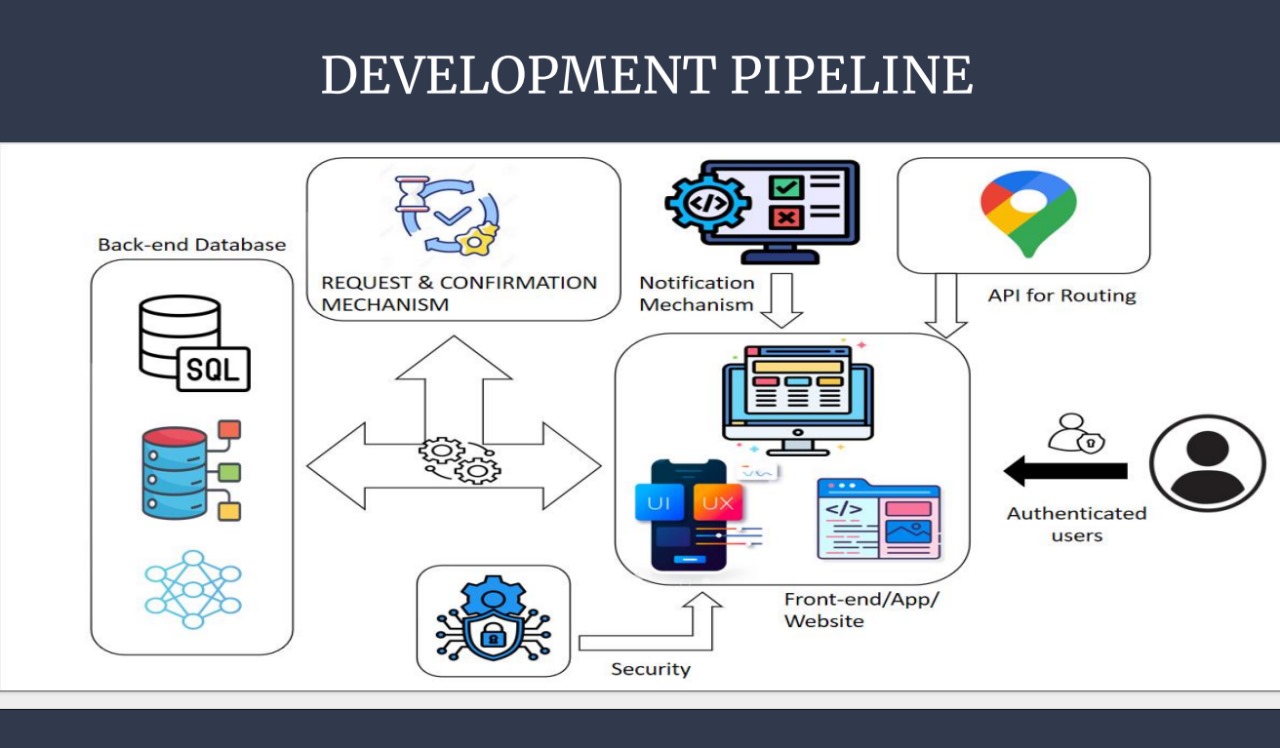 DEVELOPMENT PIPELINE
Back-end Database
SQL
REQUEST & CONFIRMATION
MECHANISM
Notification
Mechanism
API for Routing
</>
UI
UX
</>
Authenticated
users
Front-end/App/
Website
Security